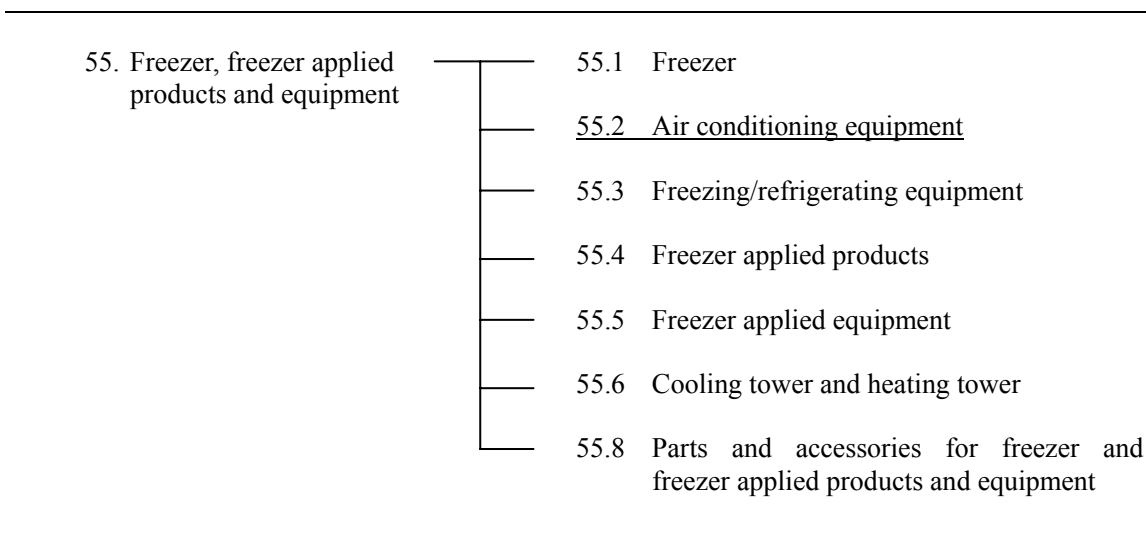 55. Freezer, freezer applied
products and equipment
55.1 Freezer
55.2 Air conditioning equipment
55.3 Freezing/refrigerating equipment
55.4 Freezer applied products
55.5 Freezer applied equipment
55.6 Cooling tower and heating tower
55.8 Parts and accessories for freezer and
freezer applied products and equipment